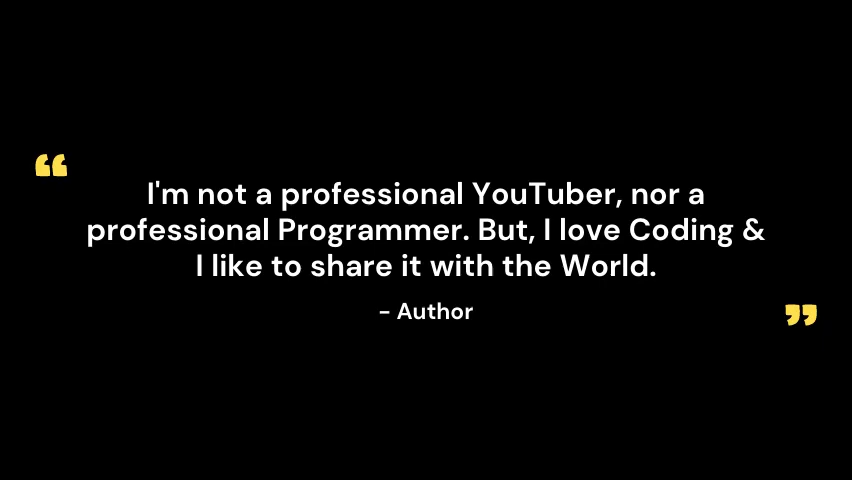 “
I'm not a professional YouTuber, nor a
professional Programmer. But, I love Coding &
I like to share it with the World.
- Author
”